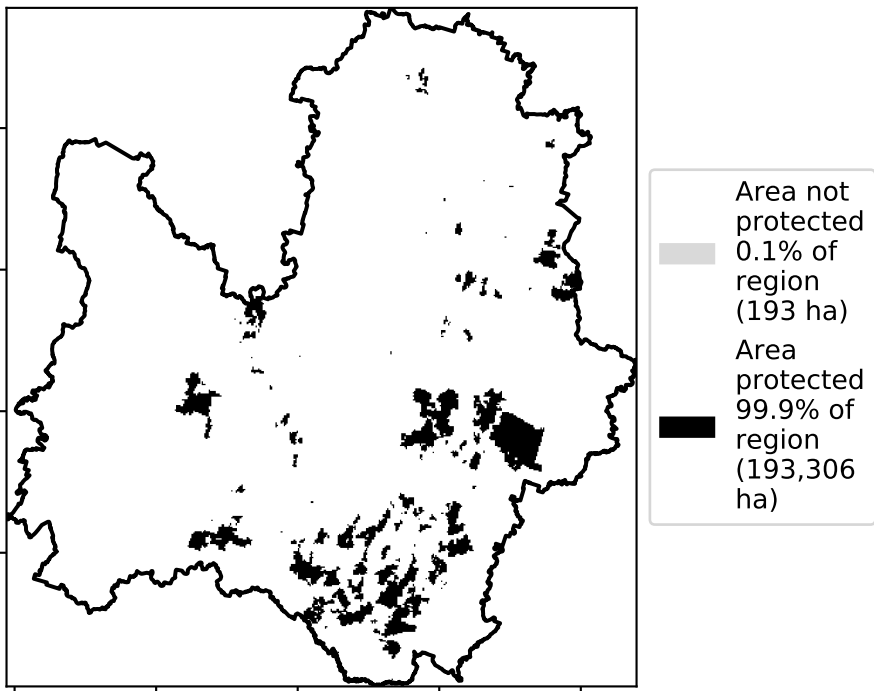 Area not
protected
0.1% of
region
(193 ha)
Area
protected
99.9% of
region
(193,306
ha)